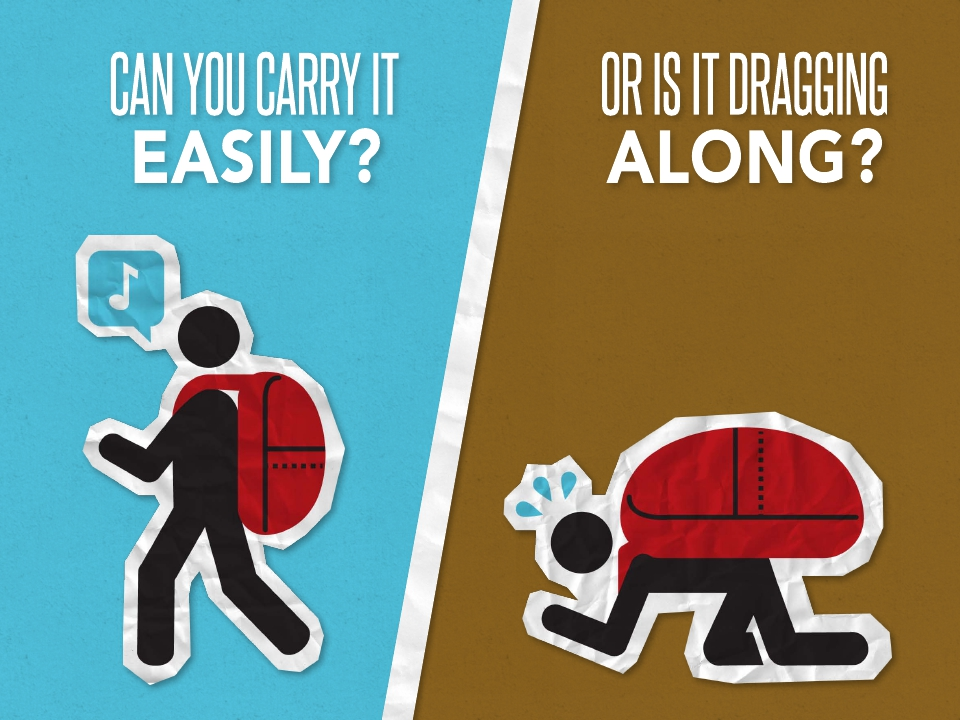 CAN YOU CARRY IT
EASILY?
OR IS IT DRAGGING
ALONG?